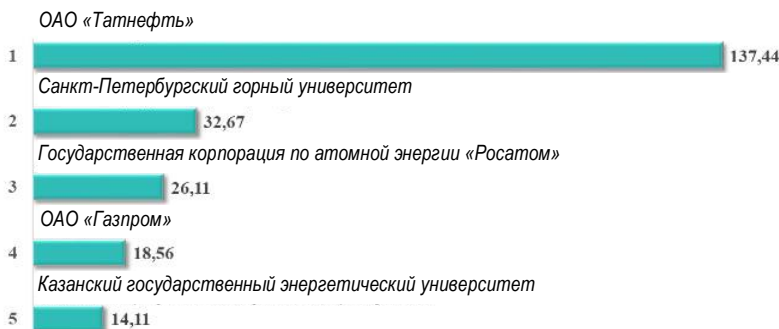 ОАО «Татнефть»
1 137,44
Санкт-Петербургский горный университет
2 32,67
Государственная корпорация по атомной энергии «Росатом»
3 26,11
ОАО «Газпром»
4 18,56
Казанский государственный энергетический университет
5 14,11